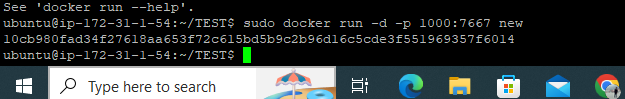 See 'docker run --help'.
ubuntu@ip-172-31-1-54:~/TEST$ sudo docker run -d -p 1000:7667 new
10cb980fad34f27618aa653f72c615bd5b9c2b96d16c5cde3f551969357f6014
ubuntu@ip-172-31-1-54:~/TEST$
Type here to search